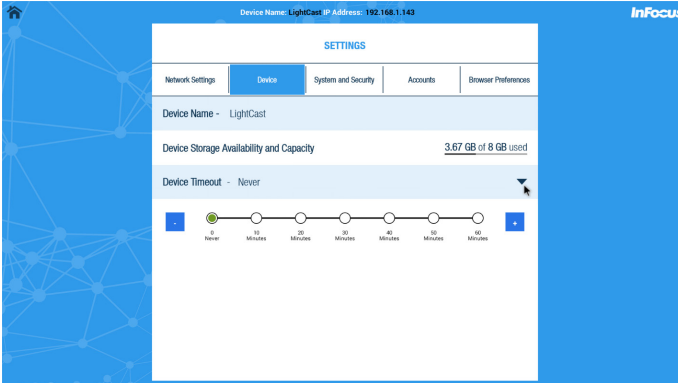 Device Name: LightCast IP Address: 192.168.1.143
InFocus
SETTINGS
Network Settings
Device
System and Security
Accounts
Browser Preferences
Device Name - LightCast
Device Storage Availability and Capacity
3.67 GB of 8 GB used
Device Timeout - Never
-
+
0
Never
10
Minutes
20
Minutes
30
Minutes
40
Minutes
50
Minutes
60
Minutes